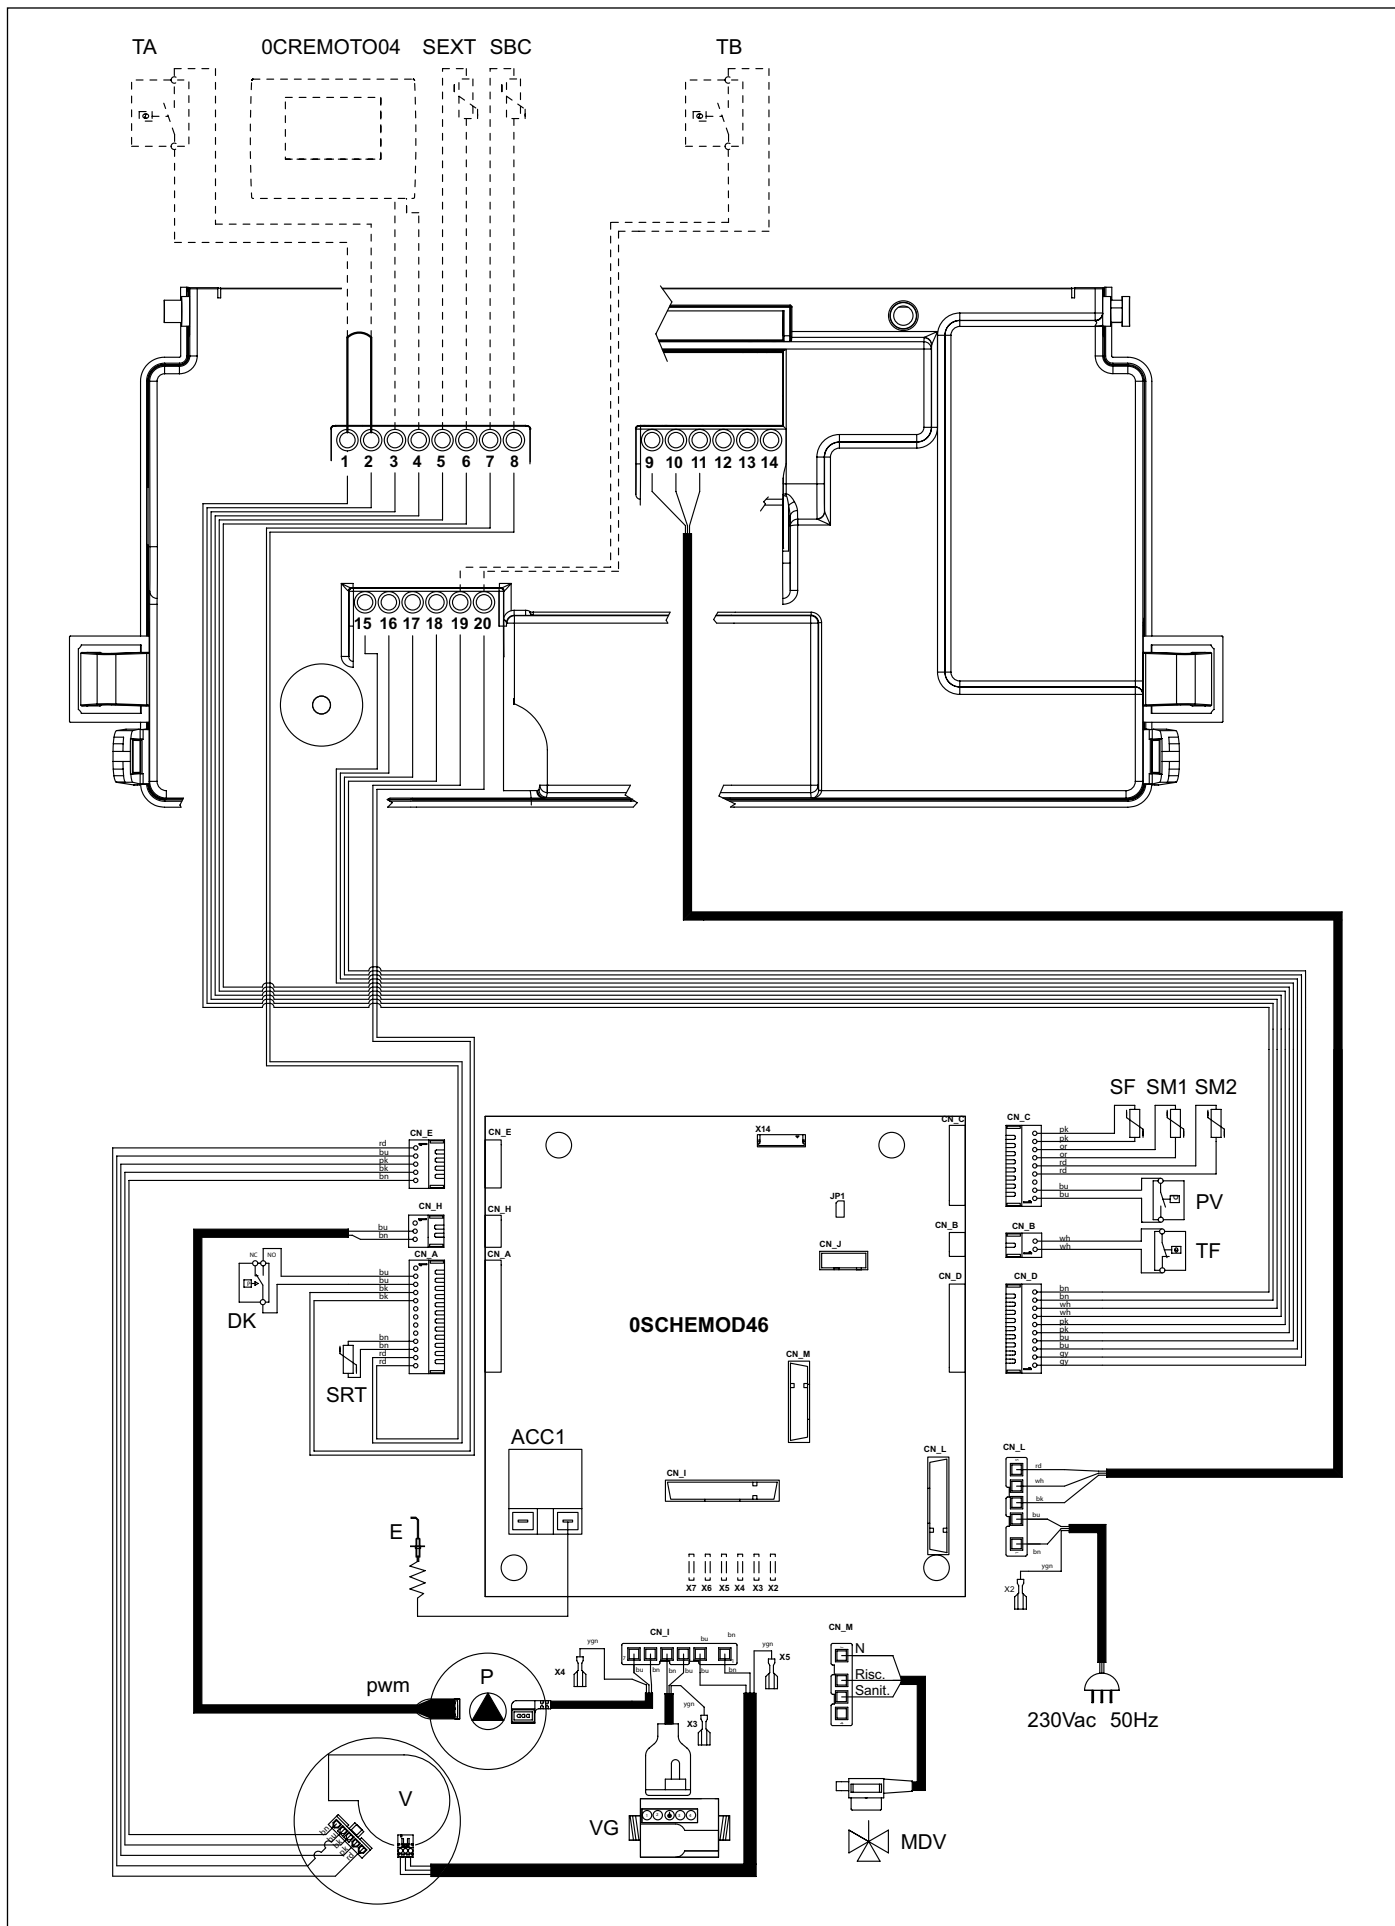 TA 0CREMOTO04 SEXT SBC TB
1 2 3 4 5 6 7 8
9 10 11 12 13 14
15 16 17 18 19 20
SF SM1 SM2
CN_E
CN_E
X14
CN_C
CN_C
rd
bu
pk
bk
bn
pk
pk
or
or
rd
rd
bu
bu
PV
JP1
CN_H
CN_H
bu
bn
CN_B
CN_B
wh
wh
TF
CN_J
CN_A
CN_A
NC NO
bu
bu
bk
bk
DK
bn
bn
rd
rd
SRT
CN_D
CN_D
bn
bn
wh
wh
pk
pk
bu
bu
gy
gy
0SCHEMOD46
CN_M
ACC1
CN_I
CN_L
CN_L
rd
wh
bk
bu
bn
ygn
X2
E
X7 X6 X5 X4 X3 X2
CN_I
ygn
X4
bu bn bn bu bu bn
bu
bn
ygn
X5
ygn
X3
CN_M
N
Risc.
Sanit.
230Vac 50Hz
pwm
P
V
bn
bu
bk
pk
rd
VG
MDV